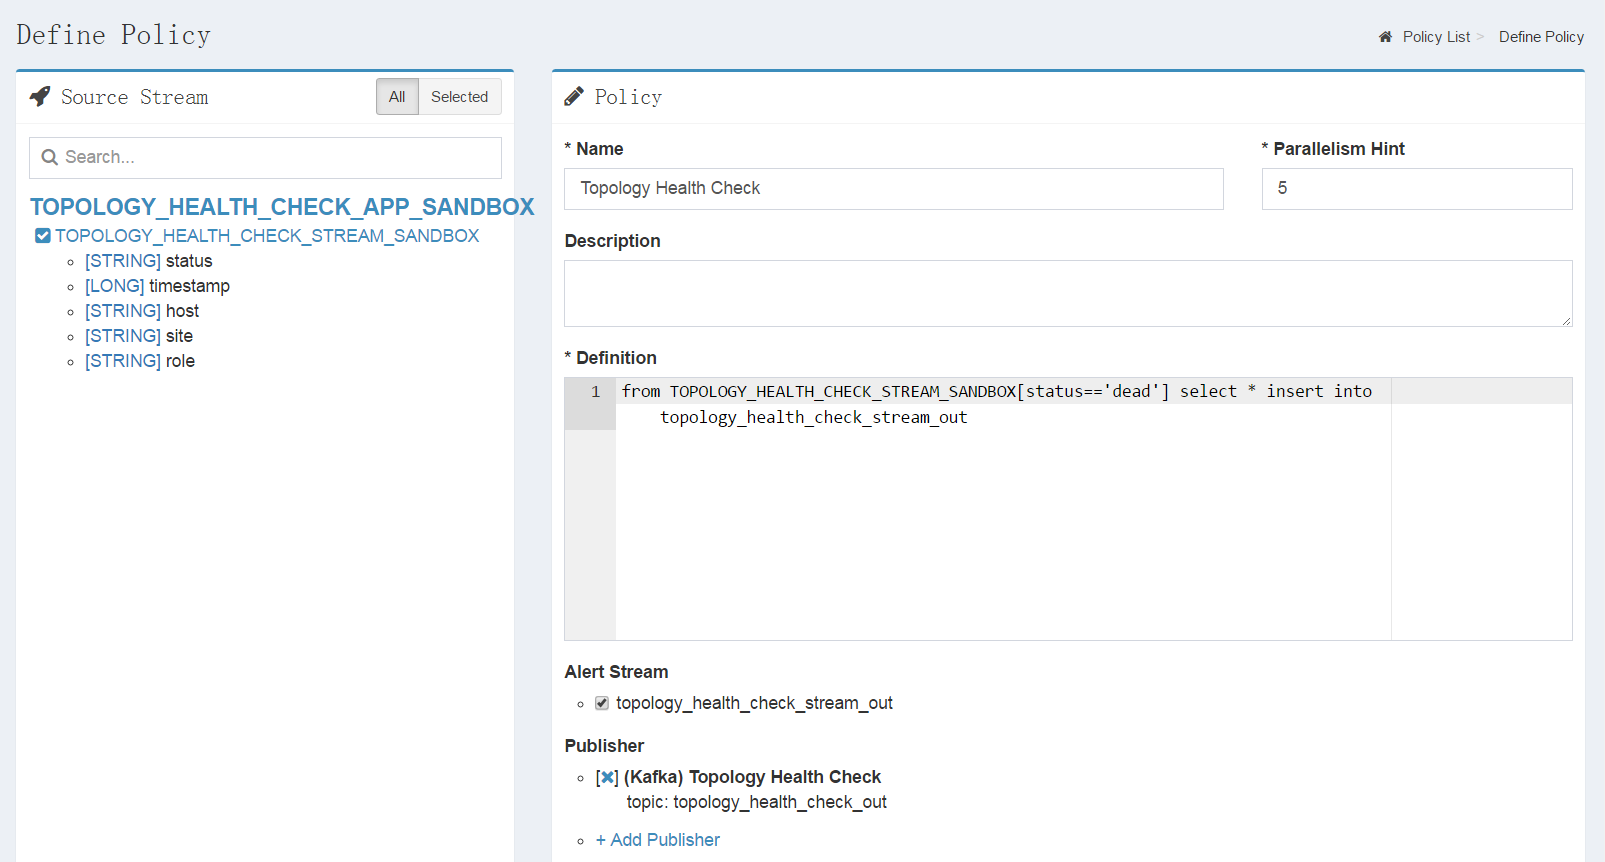 Define Policy
Policy List > Define Policy
Source Stream
All Selected
Search...
TOPOLOGY_HEALTH_CHECK_APP_SANDBOX
TOPOLOGY_HEALTH_CHECK_STREAM_SANDBOX
[STRING] status
[LONG] timestamp
[STRING] host
[STRING] site
[STRING] role
Policy
* Name
Topology Health Check
* Parallelism Hint
5
Description
* Definition
1 from TOPOLOGY_HEALTH_CHECK_STREAM_SANDBOX[status=='dead'] select * insert into
topology_health_check_stream_out
Alert Stream
topology_health_check_stream_out
Publisher
[×] (Kafka) Topology Health Check
topic: topology_health_check_out
+ Add Publisher